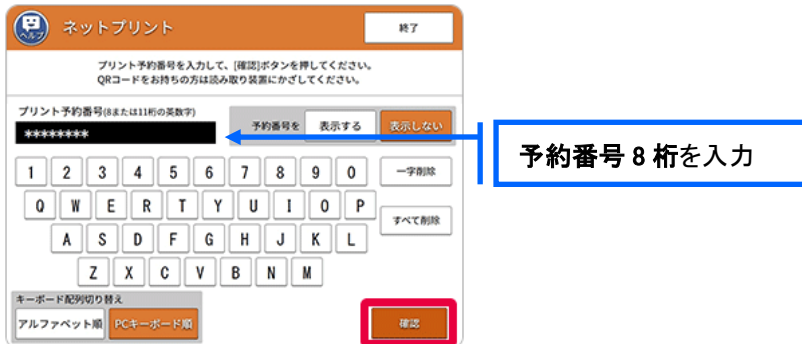 ヘルプ
ネットプリント
終了
プリント予約番号を入力して、[確認]ボタンを押してください。
QRコードをお持ちの方は読み取り装置にかざしてください。
プリント予約番号(8または11桁の英数字)
予約番号を 表示する 表示しない
********
予約番号 8 桁を入力
1 2 3 4 5 6 7 8 9 0 一字削除
Q W E R T Y U I O P
すべて削除
A S D F G H J K L
Z X C V B N M
キーボード配列切り替え
アルファベット順 PCキーボード順
確認